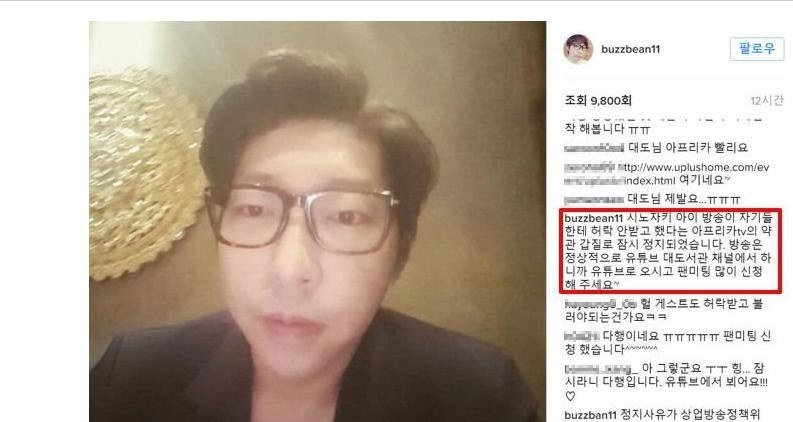 buzzbean11
팔로우
조회 9,800회
12시간
작 해봅니다 ㅠㅠ
대도님 아프리카 빨리요
http://www.uplushome.com/ev
index.html 여기네요~
대도님 제발요...ㅠㅠㅠ
buzzbean11 시노자키 아이 방송이 자기들
한테 허락 안받고 했다는 아프리카tv의 약
관 갑질로 잠시 정지되었습니다. 방송은
정상적으로 유튜브 대도서관 채널에서 하
니까 유튜브로 오시고 팬미팅 많이 신청
해 주세요~
헐 게스트도 허락받고 불
러야되는건가요ㅋㅋ
다행이네요 ㅠㅠㅠㅠㅠ 팬미팅 신
청 했습니다^~~~~^
아 그렇군요 ㅜㅜ 힝... 잠
시라니 다행입니다. 유튜브에서 뵈어요!!!
♡
buzzban11 정지사유가 상업방송정책위